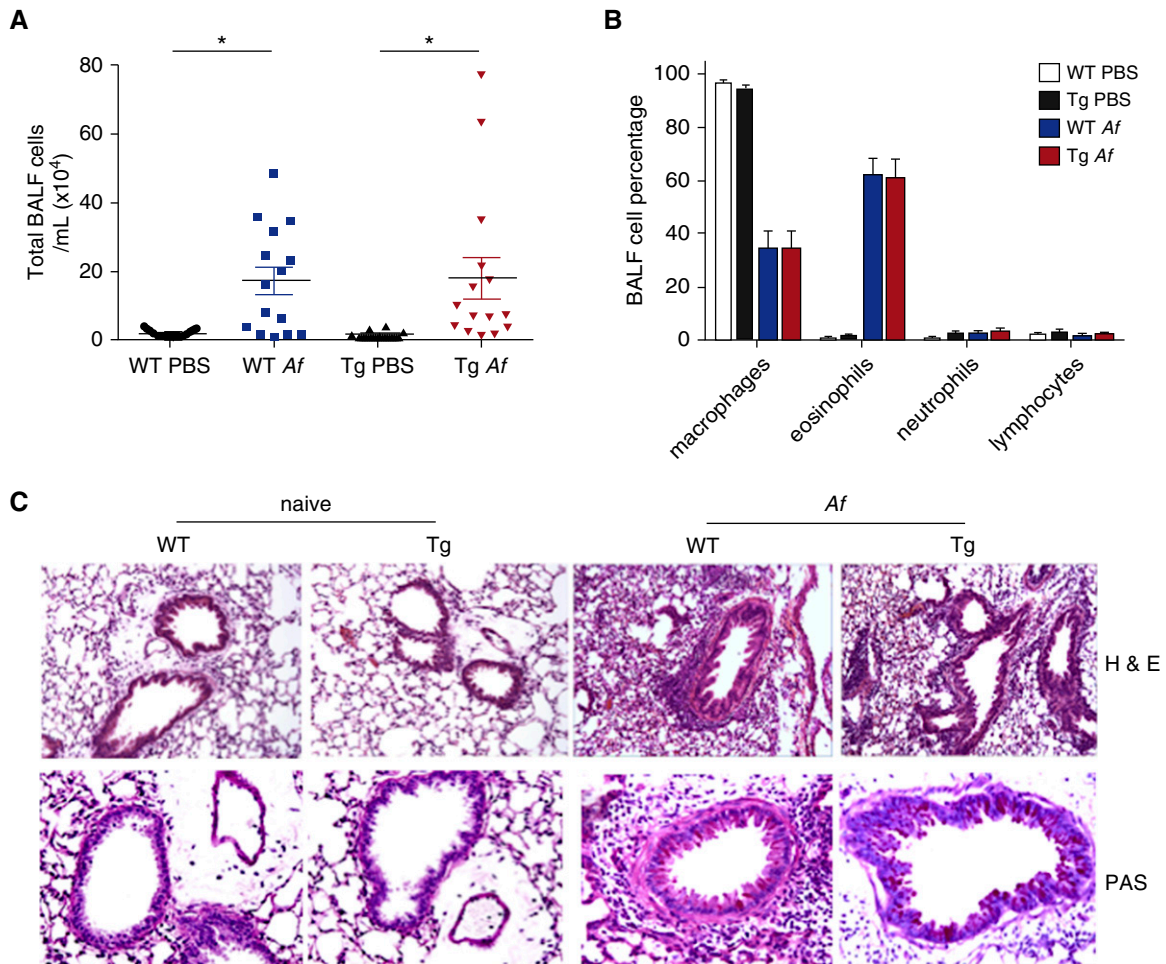 A
*
*
Total BALF cells
/mL (x10⁴)
80
60
40
20
0
WT PBS
WT Af
Tg PBS
Tg Af
B
BALF cell percentage
100
80
60
40
20
0
WT PBS
Tg PBS
WT Af
Tg Af
macrophages
eosinophils
neutrophils
lymphocytes
C
naive
Af
WT
Tg
WT
Tg
H & E
PAS